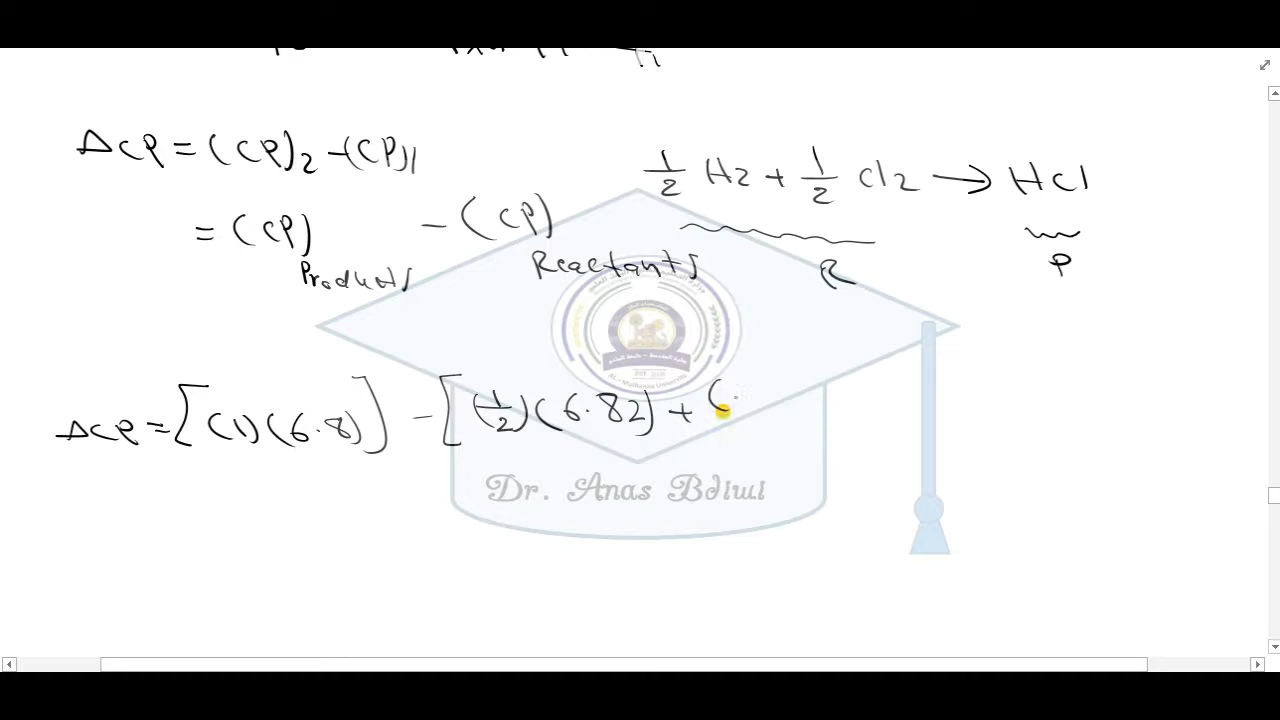 ΔCP = (CP)2 - (CP)1
1/2 H2 + 1/2 Cl2 → HCl
= (CP) Products - (CP) Reactants
R P
ΔCP = [(1)(6.8)] - [(1/2)(6.82) + (
Dr. Anas Bdiwi